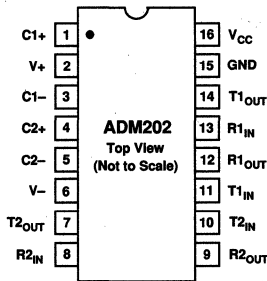 C1+ 1 16 VCC
V+ 2 15 GND
C1– 3 14 T1OUT
C2+ 4 ADM202 13 R1IN
Top View
C2– 5 (Not to Scale) 12 R1OUT
V– 6 11 T1IN
T2OUT 7 10 T2IN
R2IN 8 9 R2OUT